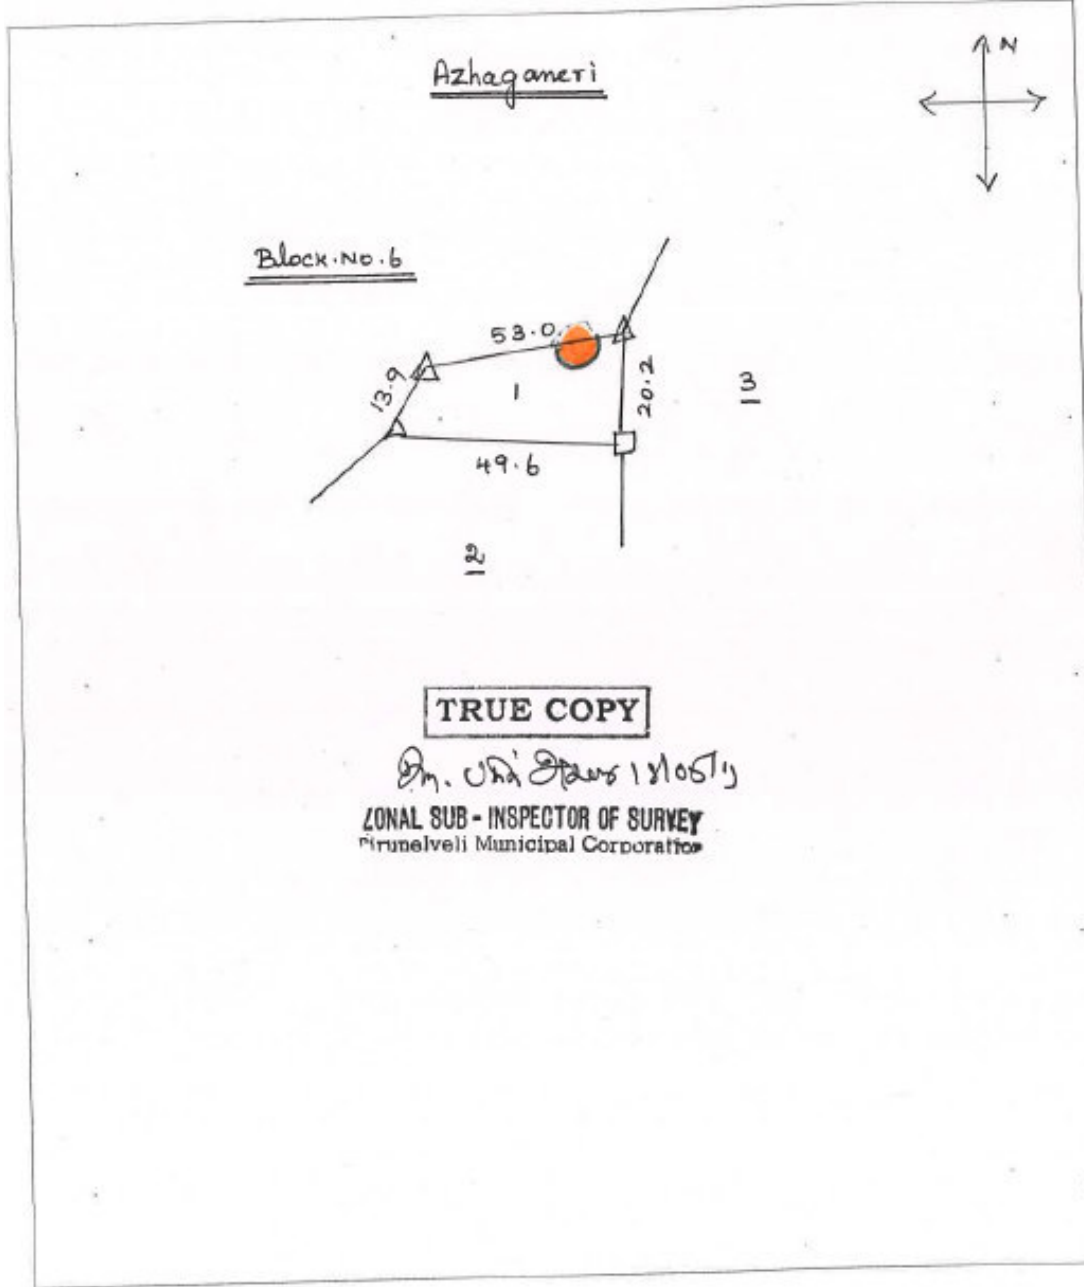 Azhaganeri
N
Block.No.6
53.0
13.9
1
20.2
3
49.6
2
TRUE COPY
ZONAL SUB - INSPECTOR OF SURVEY
Tirunelveli Municipal Corporation